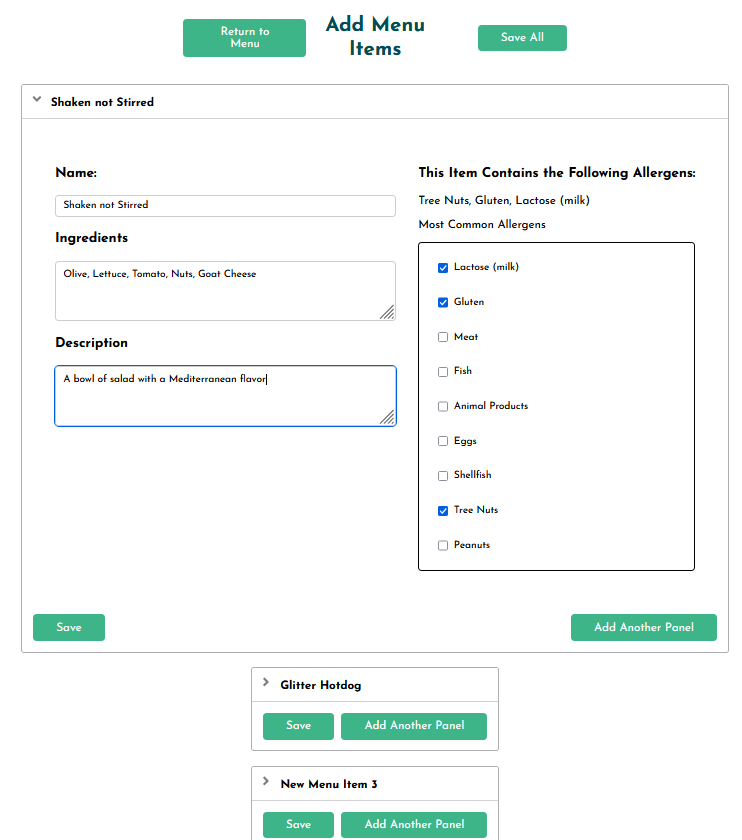 Return to
Menu
Add Menu
Items
Save All
Shaken not Stirred
Name:
Shaken not Stirred
Ingredients
Olive, Lettuce, Tomato, Nuts, Goat Cheese
Description
A bowl of salad with a Mediterranean flavor
This Item Contains the Following Allergens:
Tree Nuts, Gluten, Lactose (milk)
Most Common Allergens
Lactose (milk)
Gluten
Meat
Fish
Animal Products
Eggs
Shellfish
Tree Nuts
Peanuts
Save
Add Another Panel
Glitter Hotdog
Save
Add Another Panel
New Menu Item 3
Save
Add Another Panel